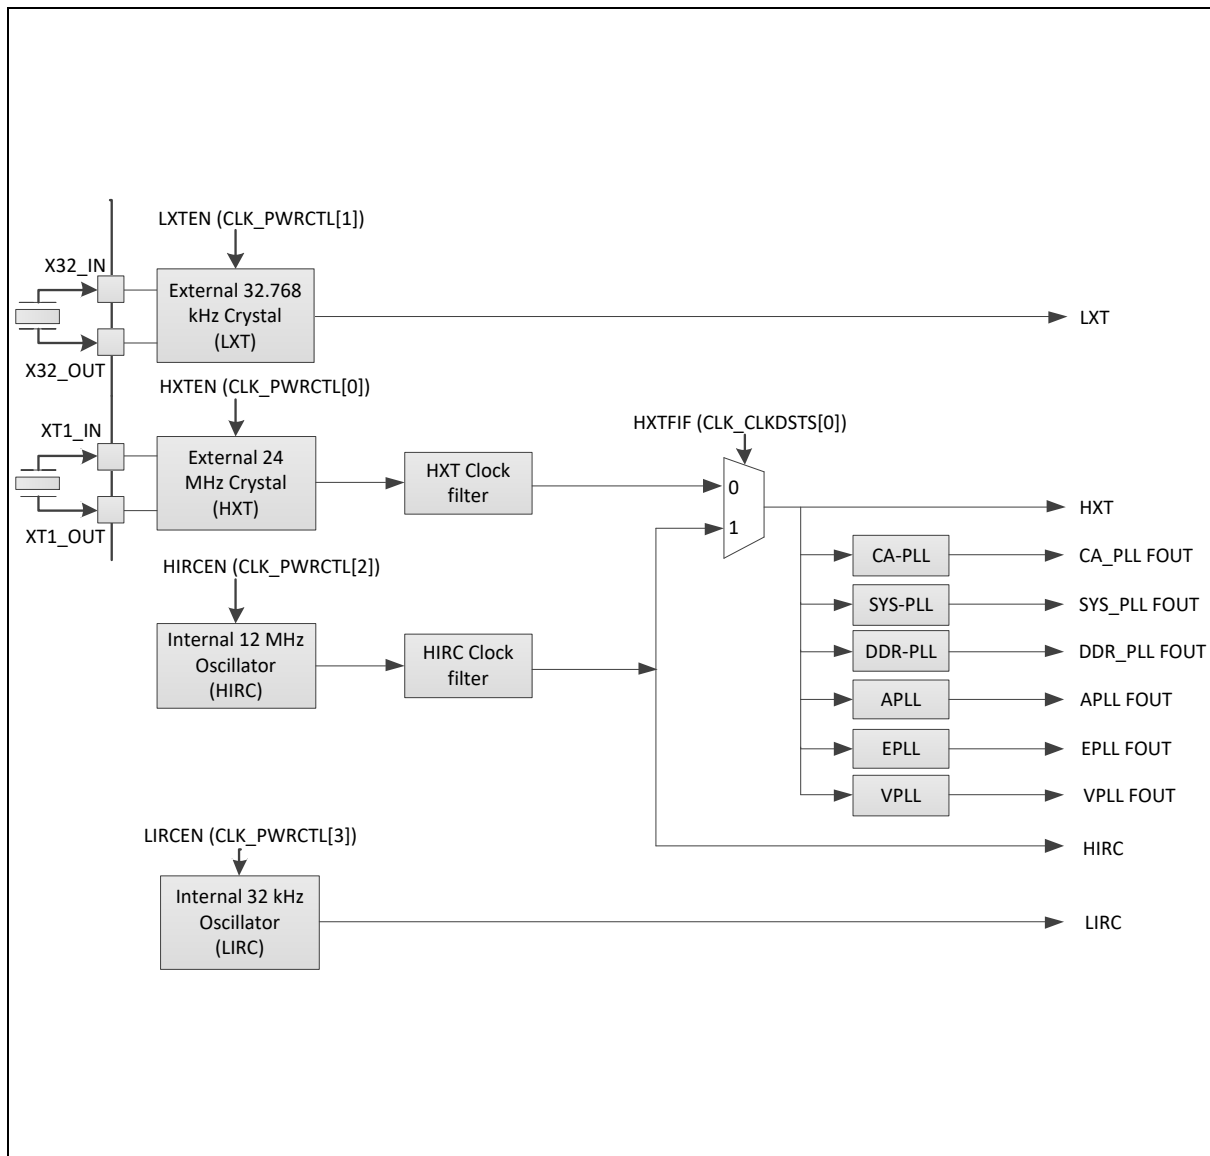 LXTEN (CLK_PWRCTL[1])
X32_IN
External 32.768
kHz Crystal
(LXT)
LXT
X32_OUT
HXTEN (CLK_PWRCTL[0])
HXTFIF (CLK_CLKDSTS[0])
XT1_IN
External 24
MHz Crystal
(HXT)
HXT Clock
filter
0
1
HXT
XT1_OUT
CA-PLL
CA_PLL FOUT
HIRCEN (CLK_PWRCTL[2])
SYS-PLL
SYS_PLL FOUT
Internal 12 MHz
Oscillator
(HIRC)
HIRC Clock
filter
DDR-PLL
DDR_PLL FOUT
APLL
APLL FOUT
EPLL
EPLL FOUT
VPLL
VPLL FOUT
LIRCEN (CLK_PWRCTL[3])
HIRC
Internal 32 kHz
Oscillator
(LIRC)
LIRC